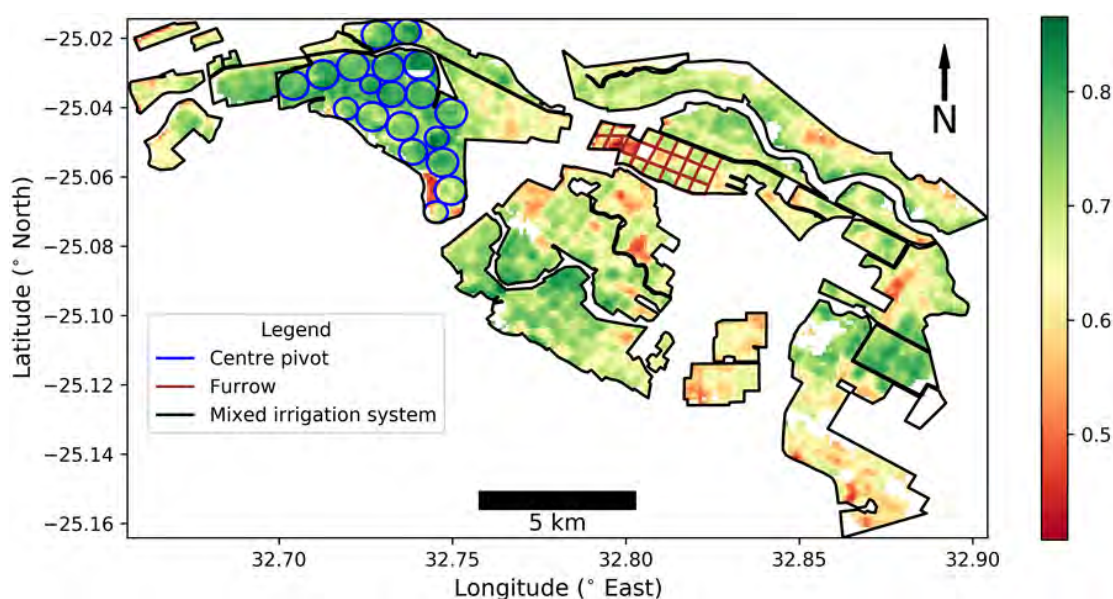 −25.02
−25.04
−25.06
−25.08
−25.10
−25.12
−25.14
−25.16
Latitude (° North)
32.70
32.75
32.80
32.85
32.90
Longitude (° East)
N
Legend
Centre pivot
Furrow
Mixed irrigation system
5 km
0.8
0.7
0.6
0.5